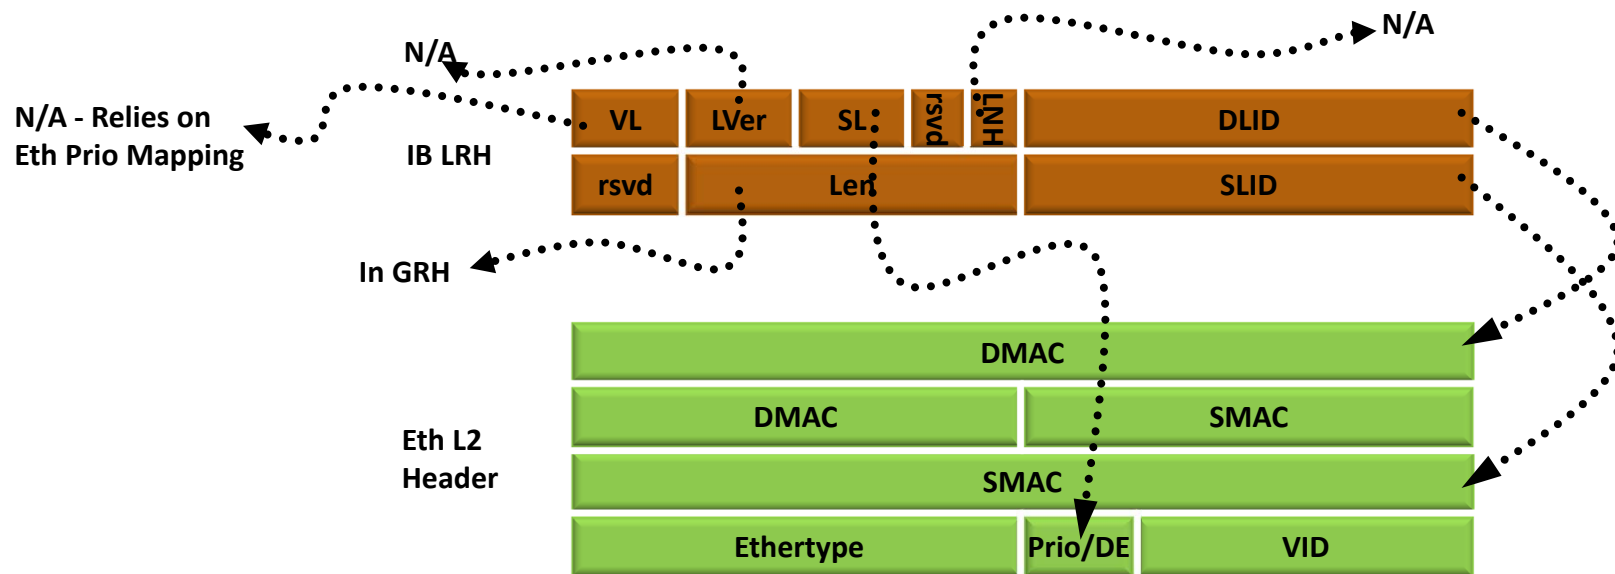 N/A
N/A
N/A - Relies on
Eth Prio Mapping
IB LRH
VL
LVer
SL
rsvd
LNH
DLID
rsvd
Len
SLID
In GRH
DMAC
DMAC
SMAC
Eth L2
Header
SMAC
Ethertype
Prio/DE
VID